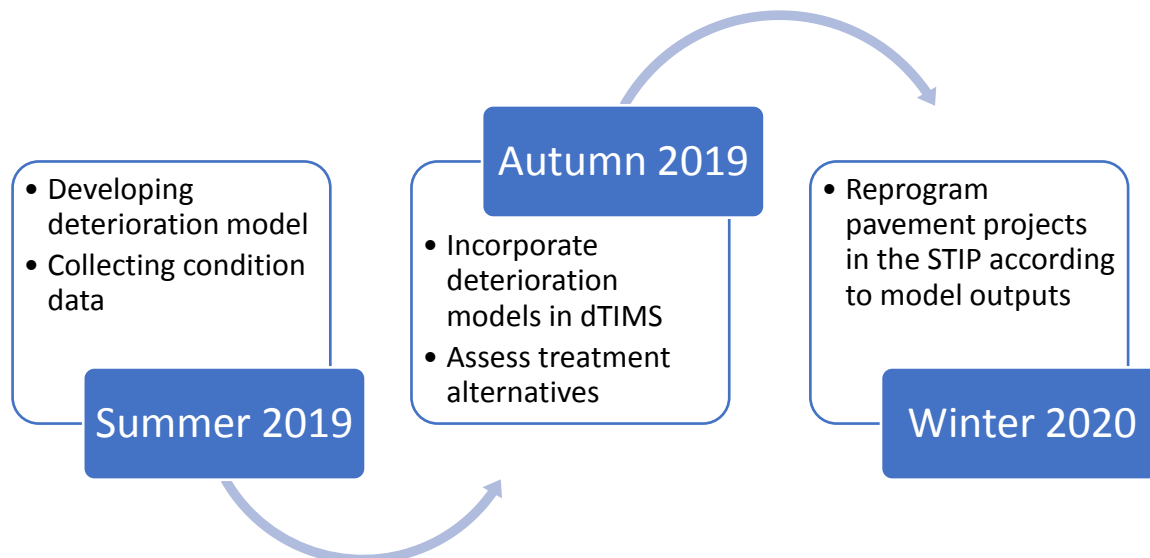 • Developing
deterioration model
• Collecting condition
data
Summer 2019
Autumn 2019
• Incorporate
deterioration
models in dTIMS
• Assess treatment
alternatives
• Reprogram
pavement projects
in the STIP according
to model outputs
Winter 2020